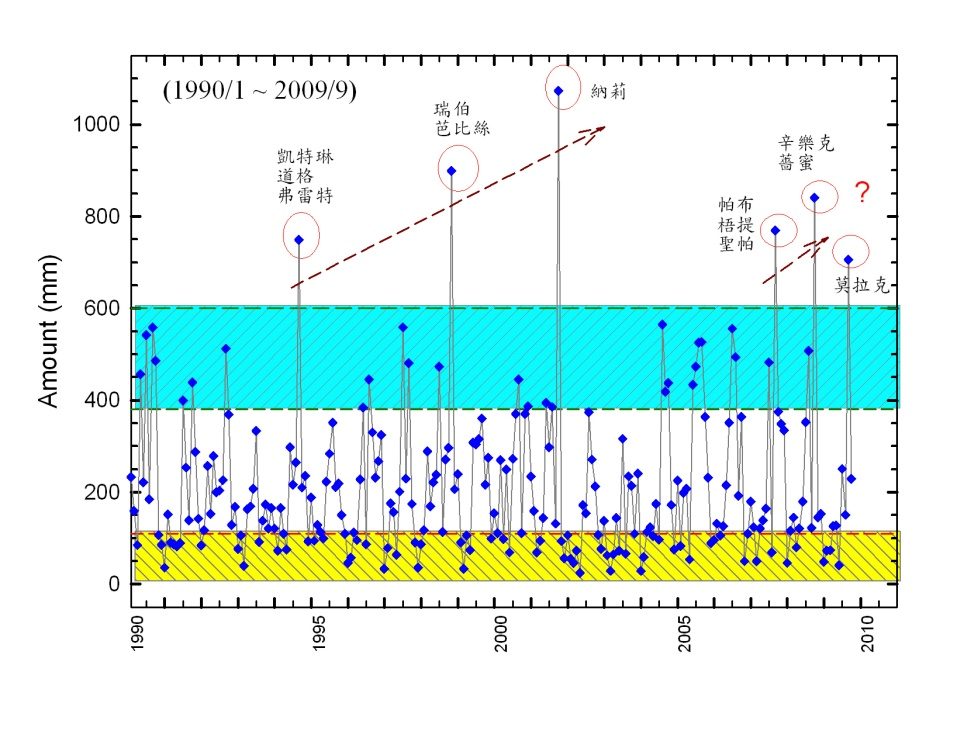 (1990/1 ~ 2009/9)
納莉
瑞伯
芭比絲
凱特琳
道格
弗雷特
辛樂克
薔蜜
?
帕布
梧提
聖帕
莫拉克
Amount (mm)
1000
800
600
400
200
0
1990
1995
2000
2005
2010